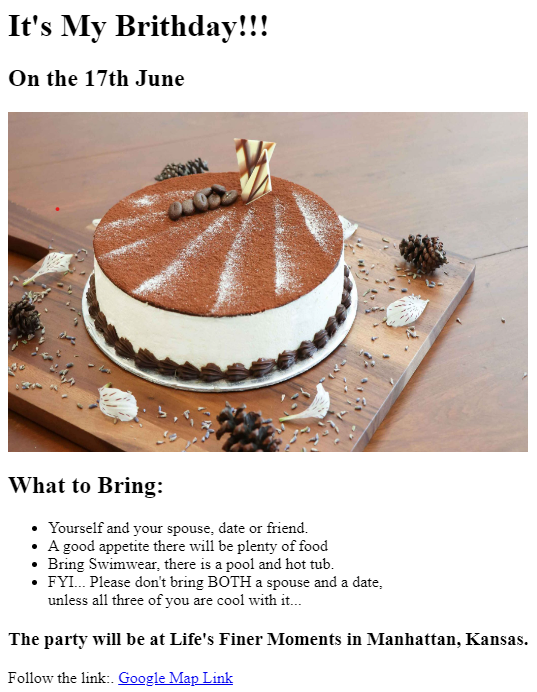 It's My Brithday!!!
On the 17th June
What to Bring:
Yourself and your spouse, date or friend.
A good appetite there will be plenty of food
Bring Swimwear, there is a pool and hot tub.
FYI... Please don't bring BOTH a spouse and a date,
unless all three of you are cool with it...
The party will be at Life's Finer Moments in Manhattan, Kansas.
Follow the link:. Google Map Link